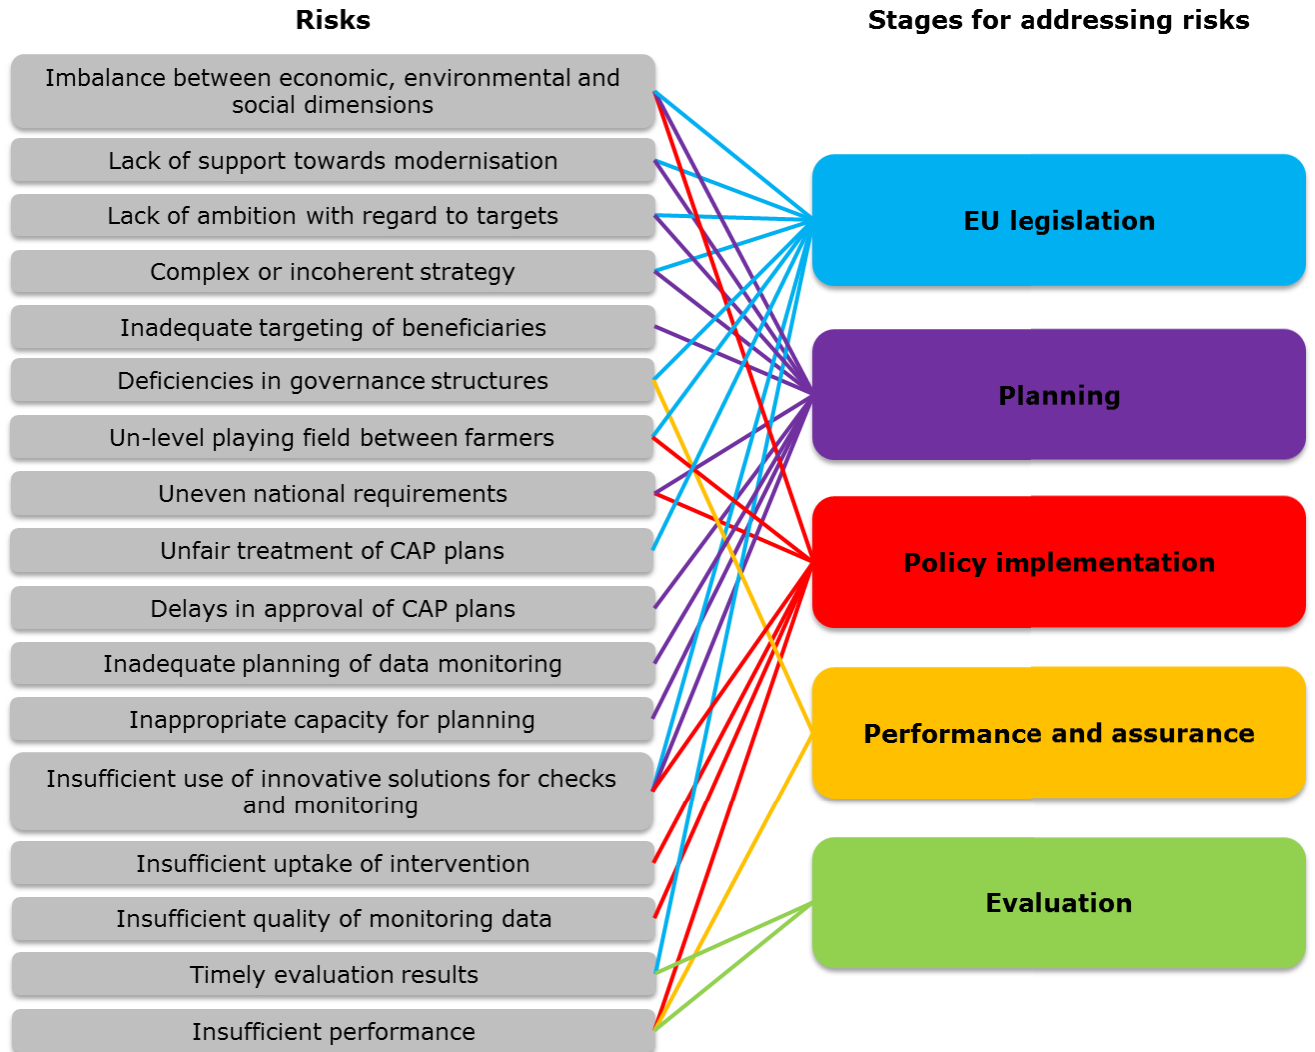 Risks
Stages for addressing risks
Imbalance between economic, environmental and
social dimensions
Lack of support towards modernisation
Lack of ambition with regard to targets
Complex or incoherent strategy
Inadequate targeting of beneficiaries
Deficiencies in governance structures
Un-level playing field between farmers
Uneven national requirements
Unfair treatment of CAP plans
Delays in approval of CAP plans
Inadequate planning of data monitoring
Inappropriate capacity for planning
Insufficient use of innovative solutions for checks
and monitoring
Insufficient uptake of intervention
Insufficient quality of monitoring data
Timely evaluation results
Insufficient performance
EU legislation
Planning
Policy implementation
Performance and assurance
Evaluation